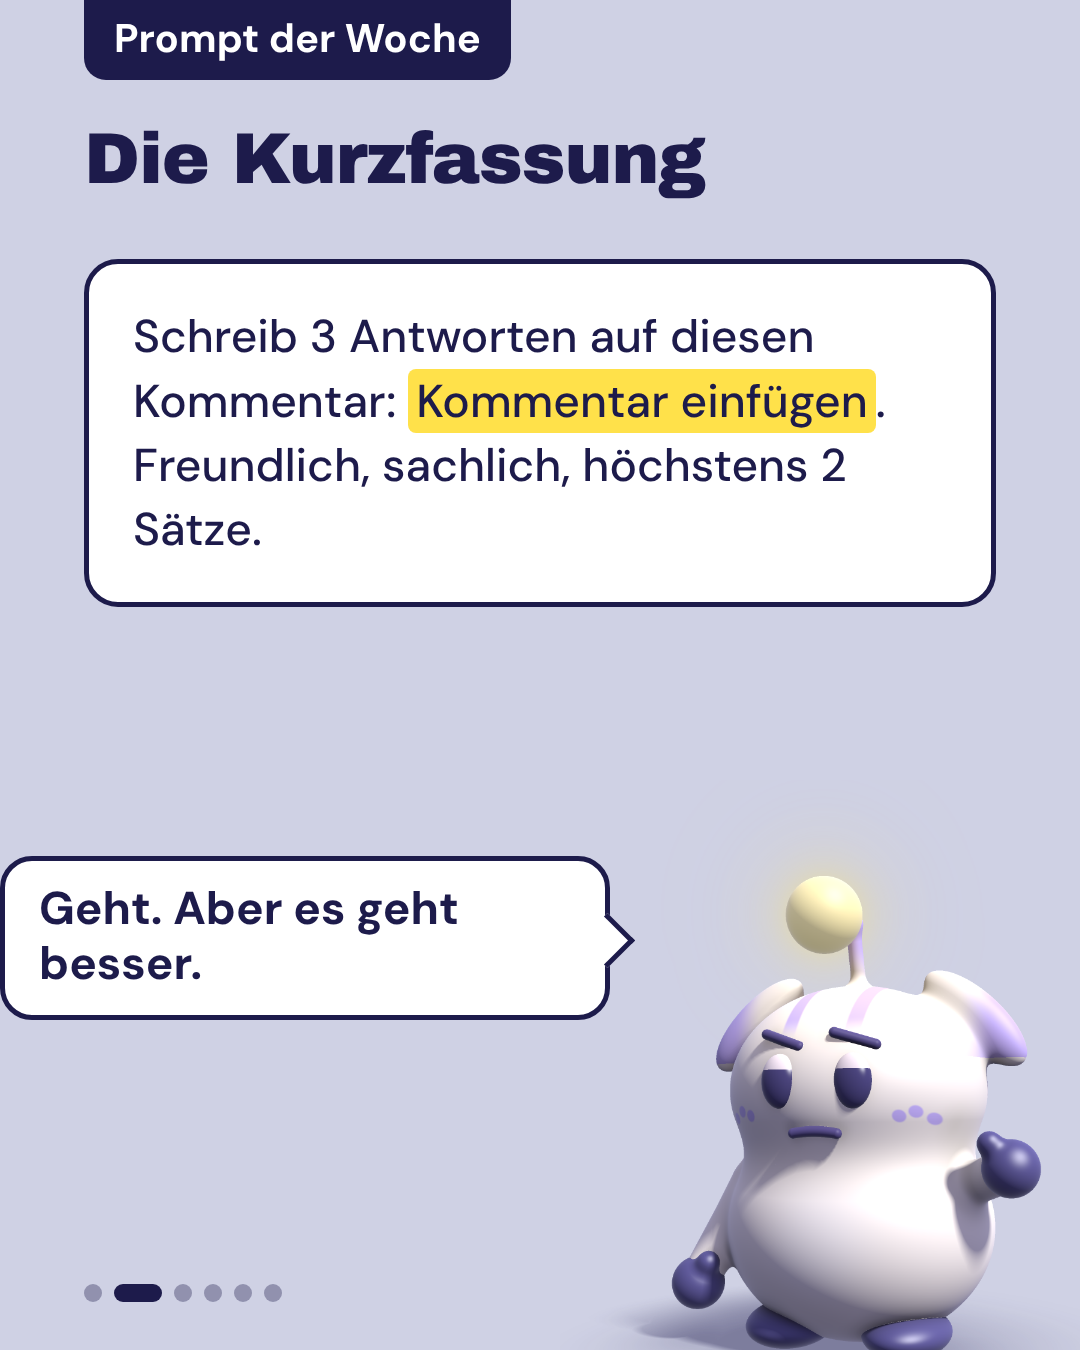 Prompt der Woche
Die Kurzfassung
Schreib 3 Antworten auf diesen
Kommentar: Kommentar einfügen.
Freundlich, sachlich, höchstens 2
Sätze.
Geht. Aber es geht
besser.